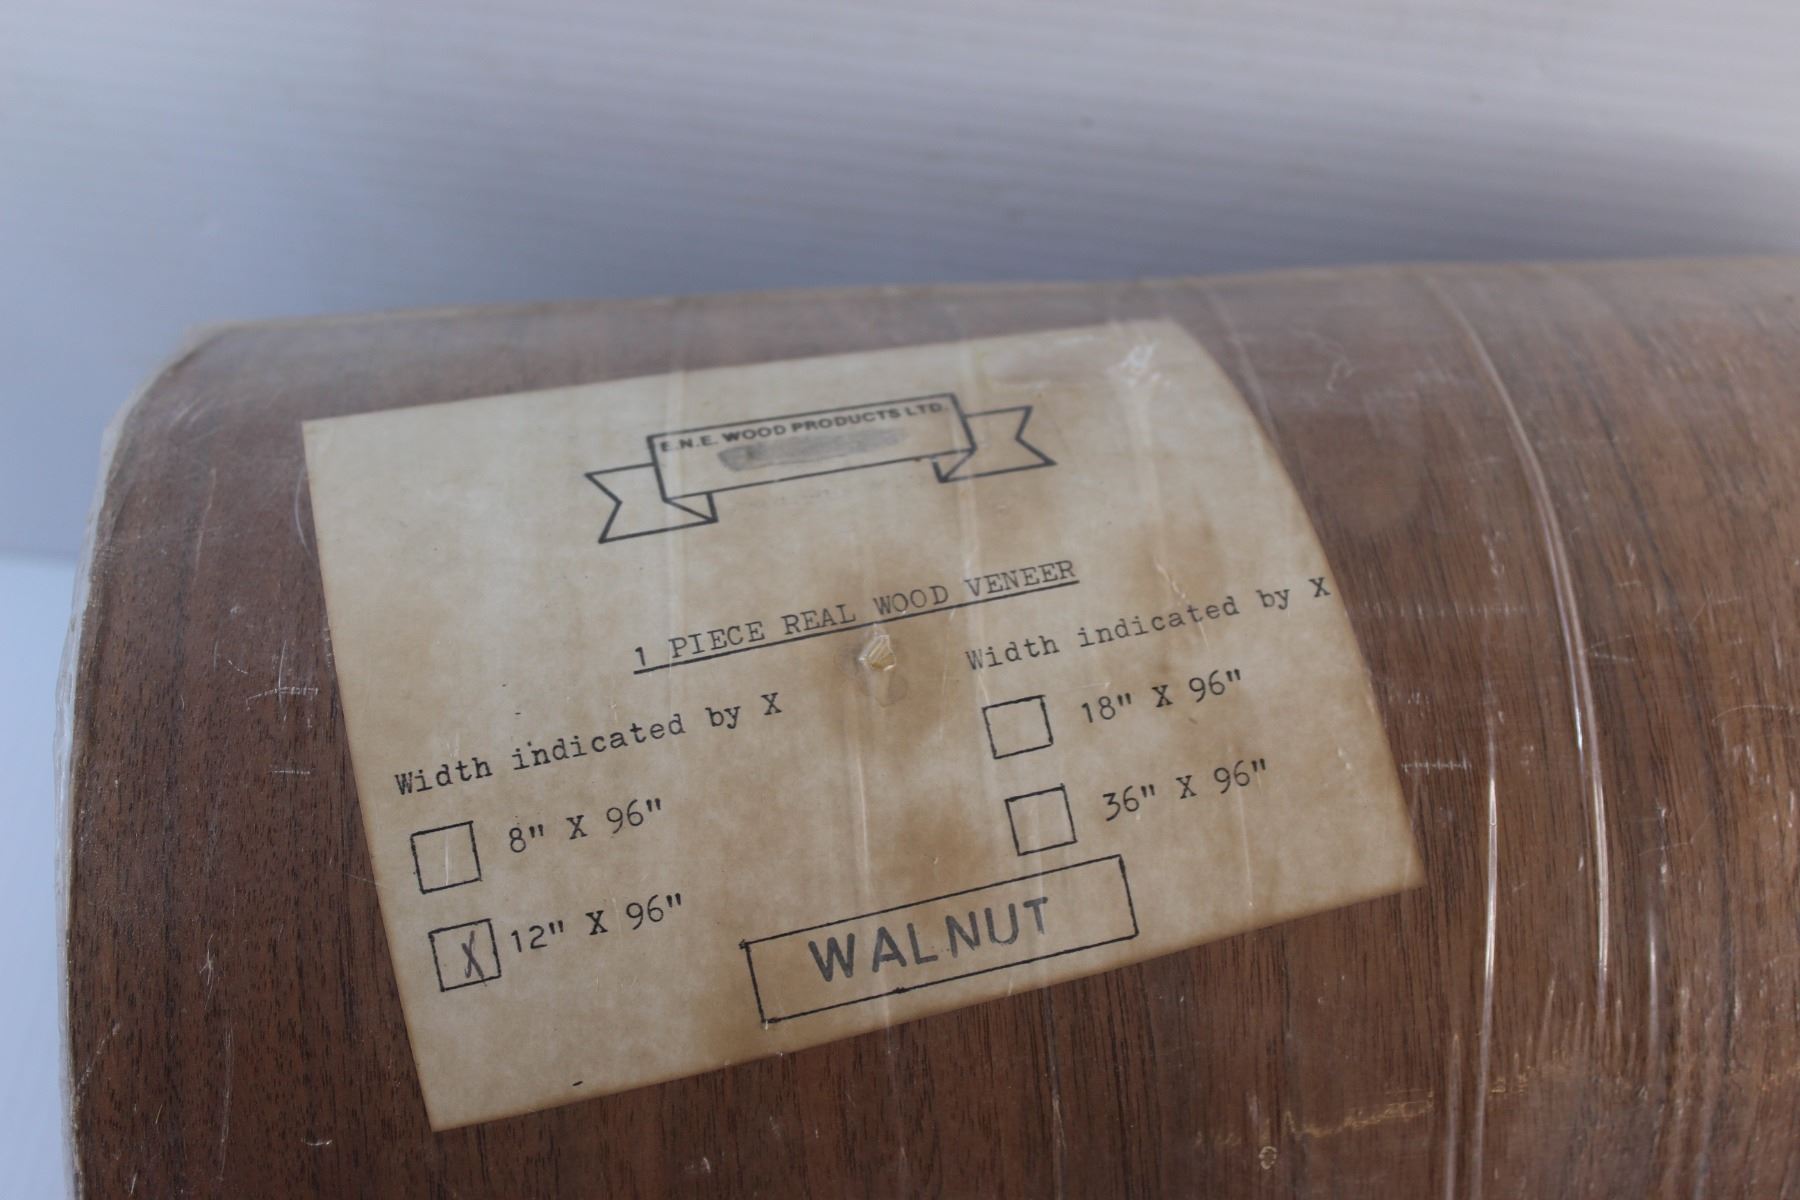 E.N.E. WOOD PRODUCTS LTD.
1 PIECE REAL WOOD VENEER
Width indicated by X
8" X 96"
X 12" X 96"
Width indicated by X
18" X 96"
36" X 96"
WALNUT